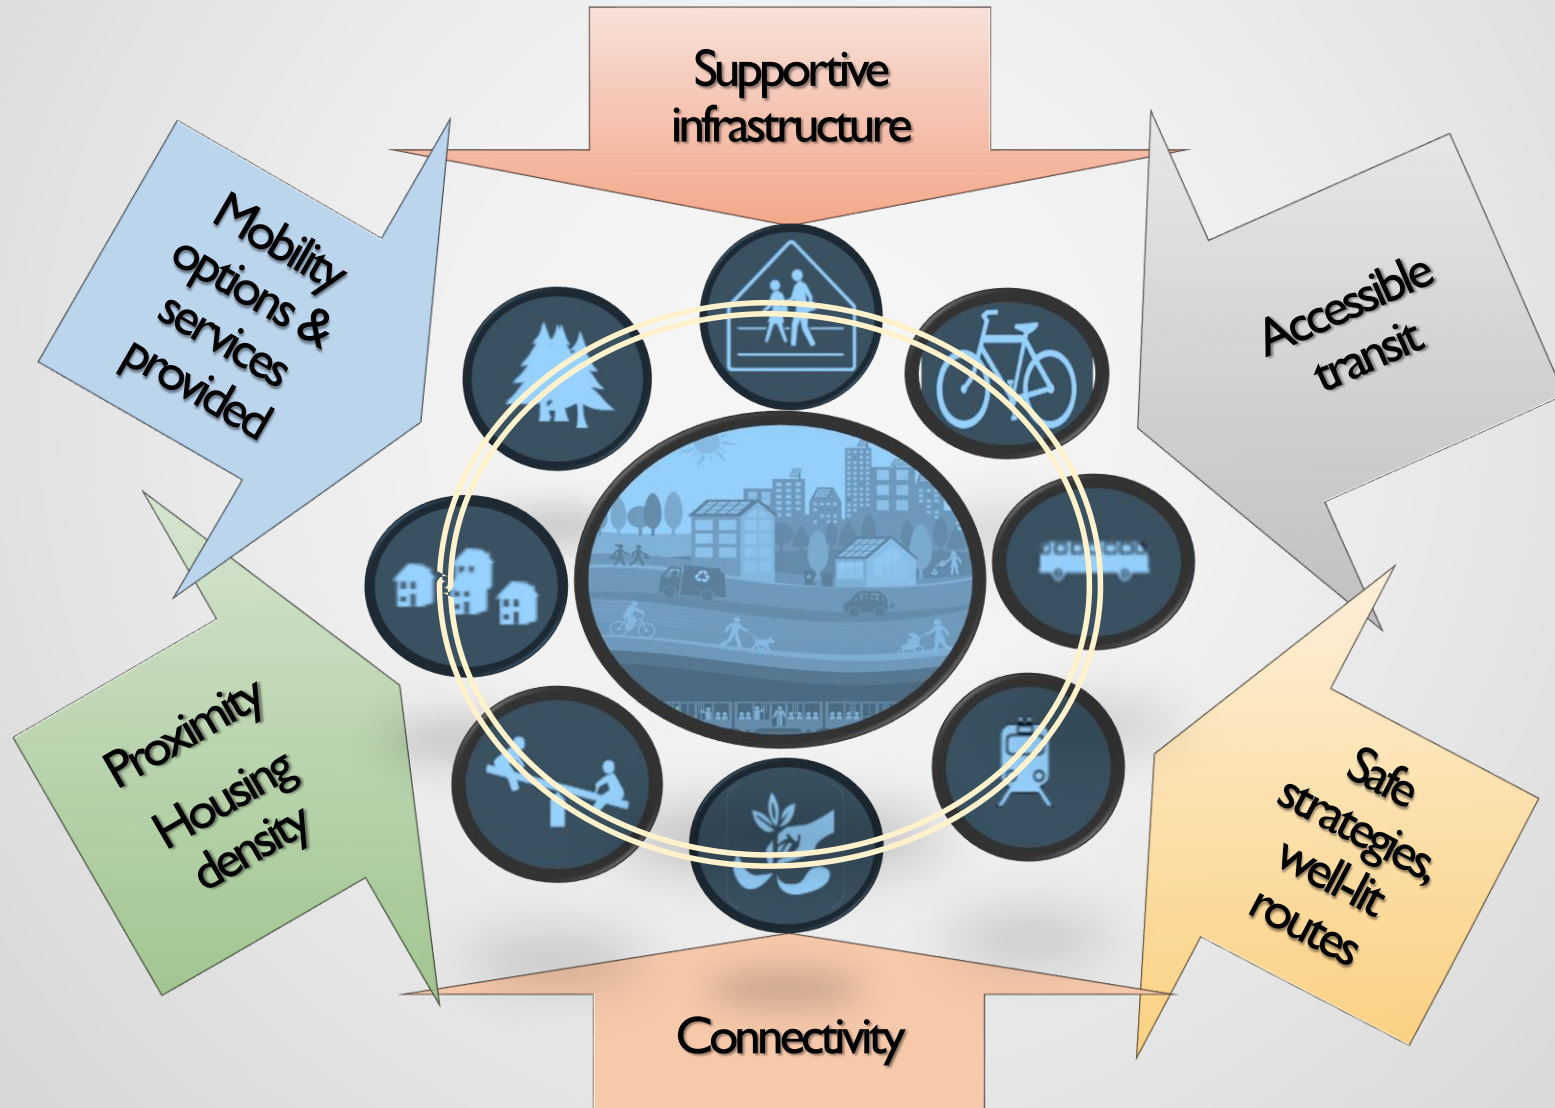 Supportive
infrastructure
Mobility
options &
services
provided
Accessible
transit
Proximity
Housing
density
Safe
strategies,
well-lit
routes
Connectivity